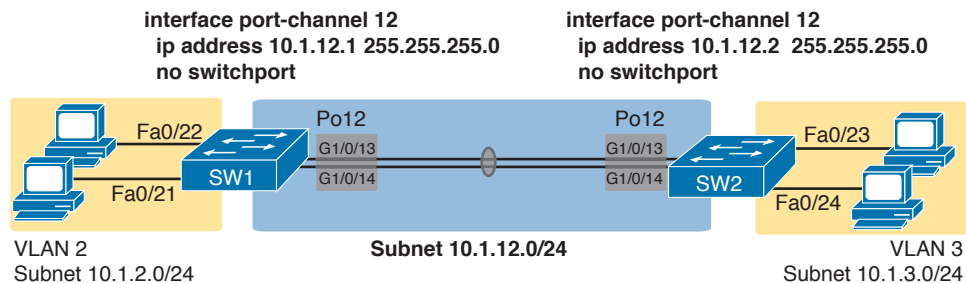 interface port-channel 12
ip address 10.1.12.1 255.255.255.0
no switchport
interface port-channel 12
ip address 10.1.12.2 255.255.255.0
no switchport
Fa0/22
Fa0/21
SW1
Po12
G1/0/13
G1/0/14
Po12
G1/0/13
G1/0/14
SW2
Fa0/23
Fa0/24
VLAN 2
Subnet 10.1.2.0/24
Subnet 10.1.12.0/24
VLAN 3
Subnet 10.1.3.0/24